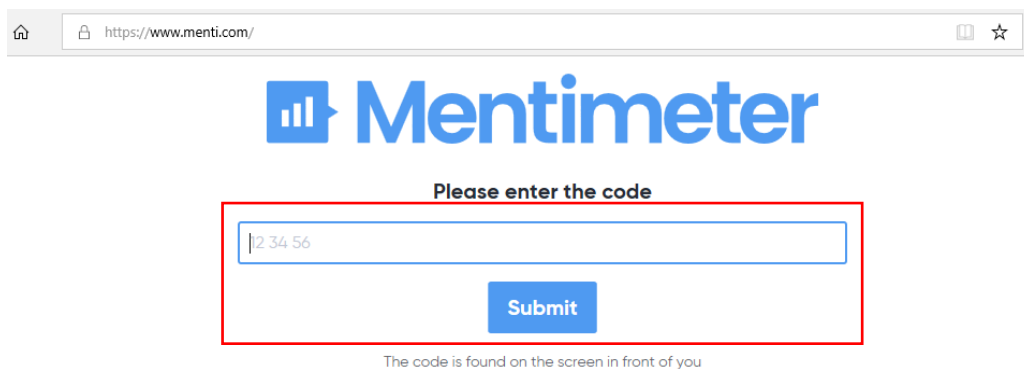 https://www.menti.com/
Mentimeter
Please enter the code
12 34 56
Submit
The code is found on the screen in front of you